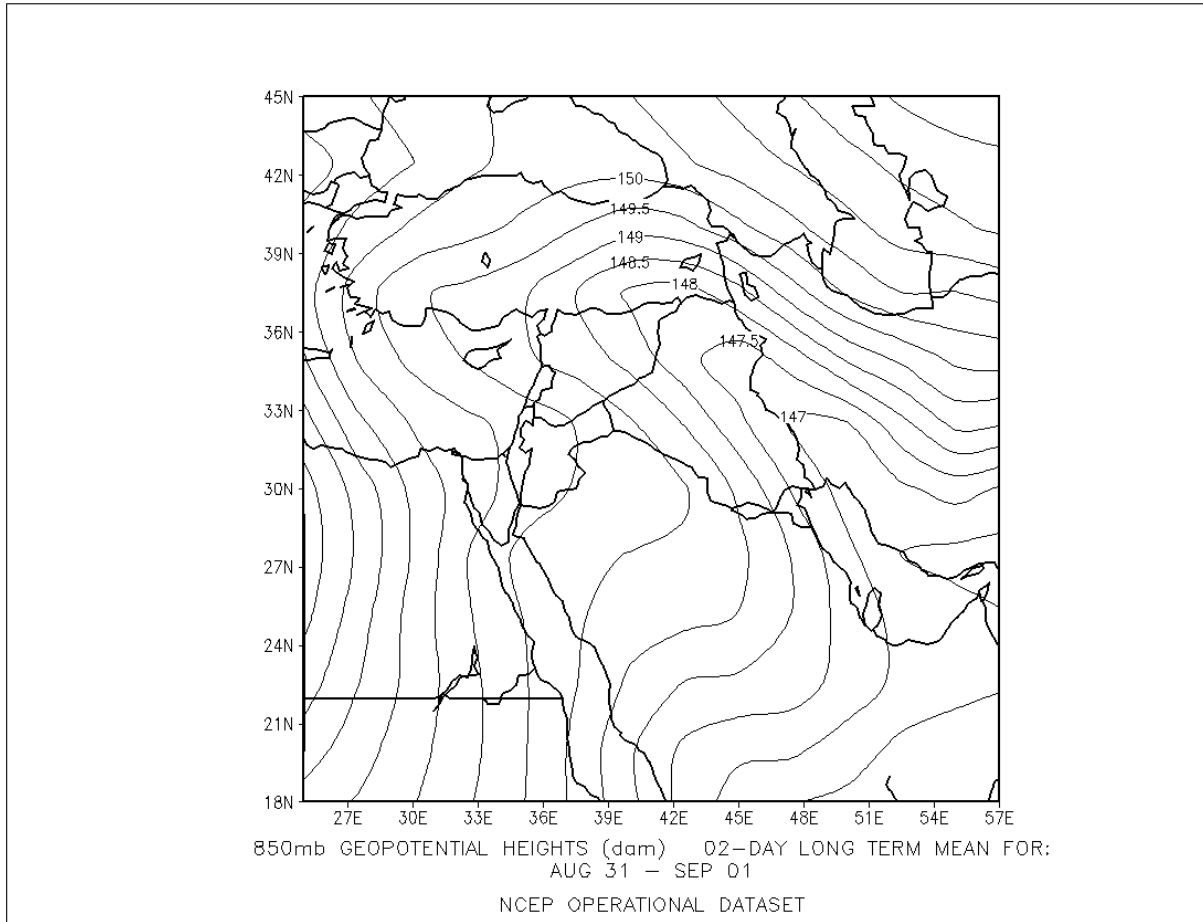 45N
42N
39N
36N
33N
30N
27N
24N
21N
18N
150
149.5
149
148.5
148
147.5
147
27E 30E 33E 36E 39E 42E 45E 48E 51E 54E 57E
850mb GEOPOTENTIAL HEIGHTS (dam) 02-DAY LONG TERM MEAN FOR:
AUG 31 – SEP 01
NCEP OPERATIONAL DATASET